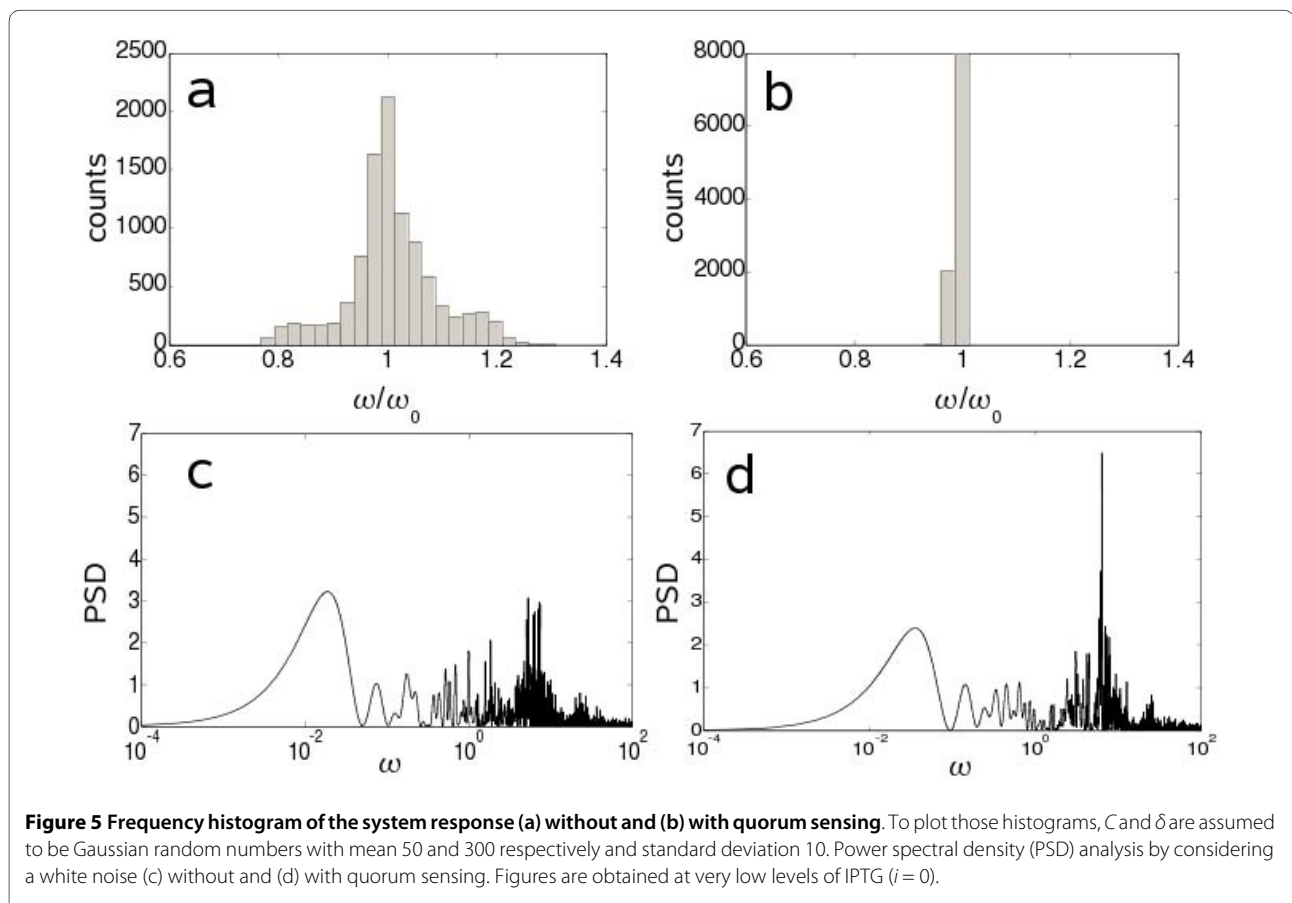 2500
2000
1500
1000
500
0
counts
a
0.6 0.8 1 1.2 1.4
ω/ω0
8000
6000
4000
2000
0
counts
b
0.6 0.8 1 1.2 1.4
ω/ω0
7
6
5
4
3
2
1
0
PSD
c
10^-4 10^-2 10^0 10^2
ω
7
6
5
4
3
2
1
0
PSD
d
10^-4 10^-2 10^0 10^2
ω
Figure 5 Frequency histogram of the system response (a) without and (b) with quorum sensing. To plot those histograms, C and δ are assumed
to be Gaussian random numbers with mean 50 and 300 respectively and standard deviation 10. Power spectral density (PSD) analysis by considering
a white noise (c) without and (d) with quorum sensing. Figures are obtained at very low levels of IPTG (i = 0).